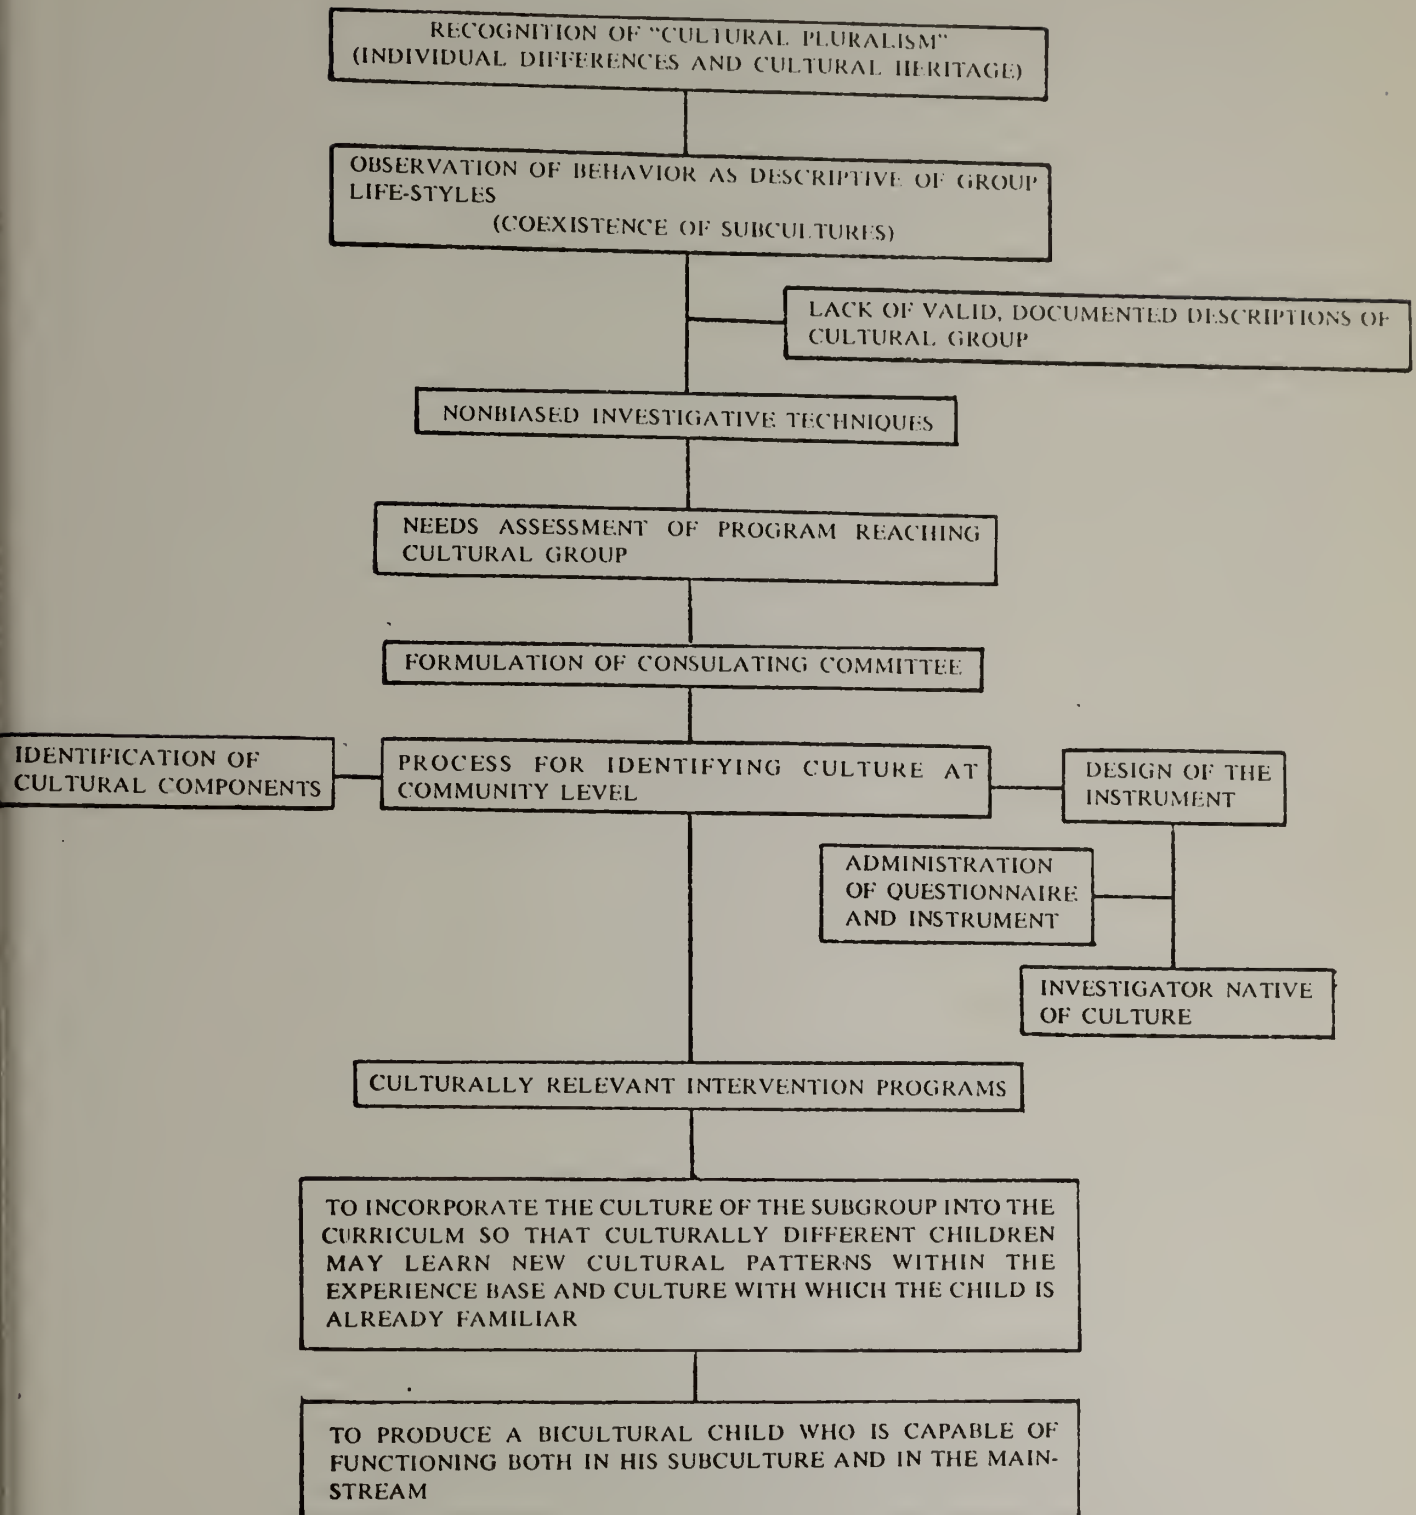 RECOGNITION OF "CULTURAL PLURALISM"
(INDIVIDUAL DIFFERENCES AND CULTURAL HERITAGE)
OBSERVATION OF BEHAVIOR AS DESCRIPTIVE OF GROUP
LIFE-STYLES
(COEXISTENCE OF SUBCULTURES)
LACK OF VALID, DOCUMENTED DESCRIPTIONS OF
CULTURAL GROUP
NONBIASED INVESTIGATIVE TECHNIQUES
NEEDS ASSESSMENT OF PROGRAM REACHING
CULTURAL GROUP
FORMULATION OF CONSULATING COMMITTEE
IDENTIFICATION OF
CULTURAL COMPONENTS
PROCESS FOR IDENTIFYING CULTURE AT
COMMUNITY LEVEL
DESIGN OF THE
INSTRUMENT
ADMINISTRATION
OF QUESTIONNAIRE
AND INSTRUMENT
INVESTIGATOR NATIVE
OF CULTURE
CULTURALLY RELEVANT INTERVENTION PROGRAMS
TO INCORPORATE THE CULTURE OF THE SUBGROUP INTO THE
CURRICULM SO THAT CULTURALLY DIFFERENT CHILDREN
MAY LEARN NEW CULTURAL PATTERNS WITHIN THE
EXPERIENCE BASE AND CULTURE WITH WHICH THE CHILD IS
ALREADY FAMILIAR
TO PRODUCE A BICULTURAL CHILD WHO IS CAPABLE OF
FUNCTIONING BOTH IN HIS SUBCULTURE AND IN THE MAIN-
STREAM